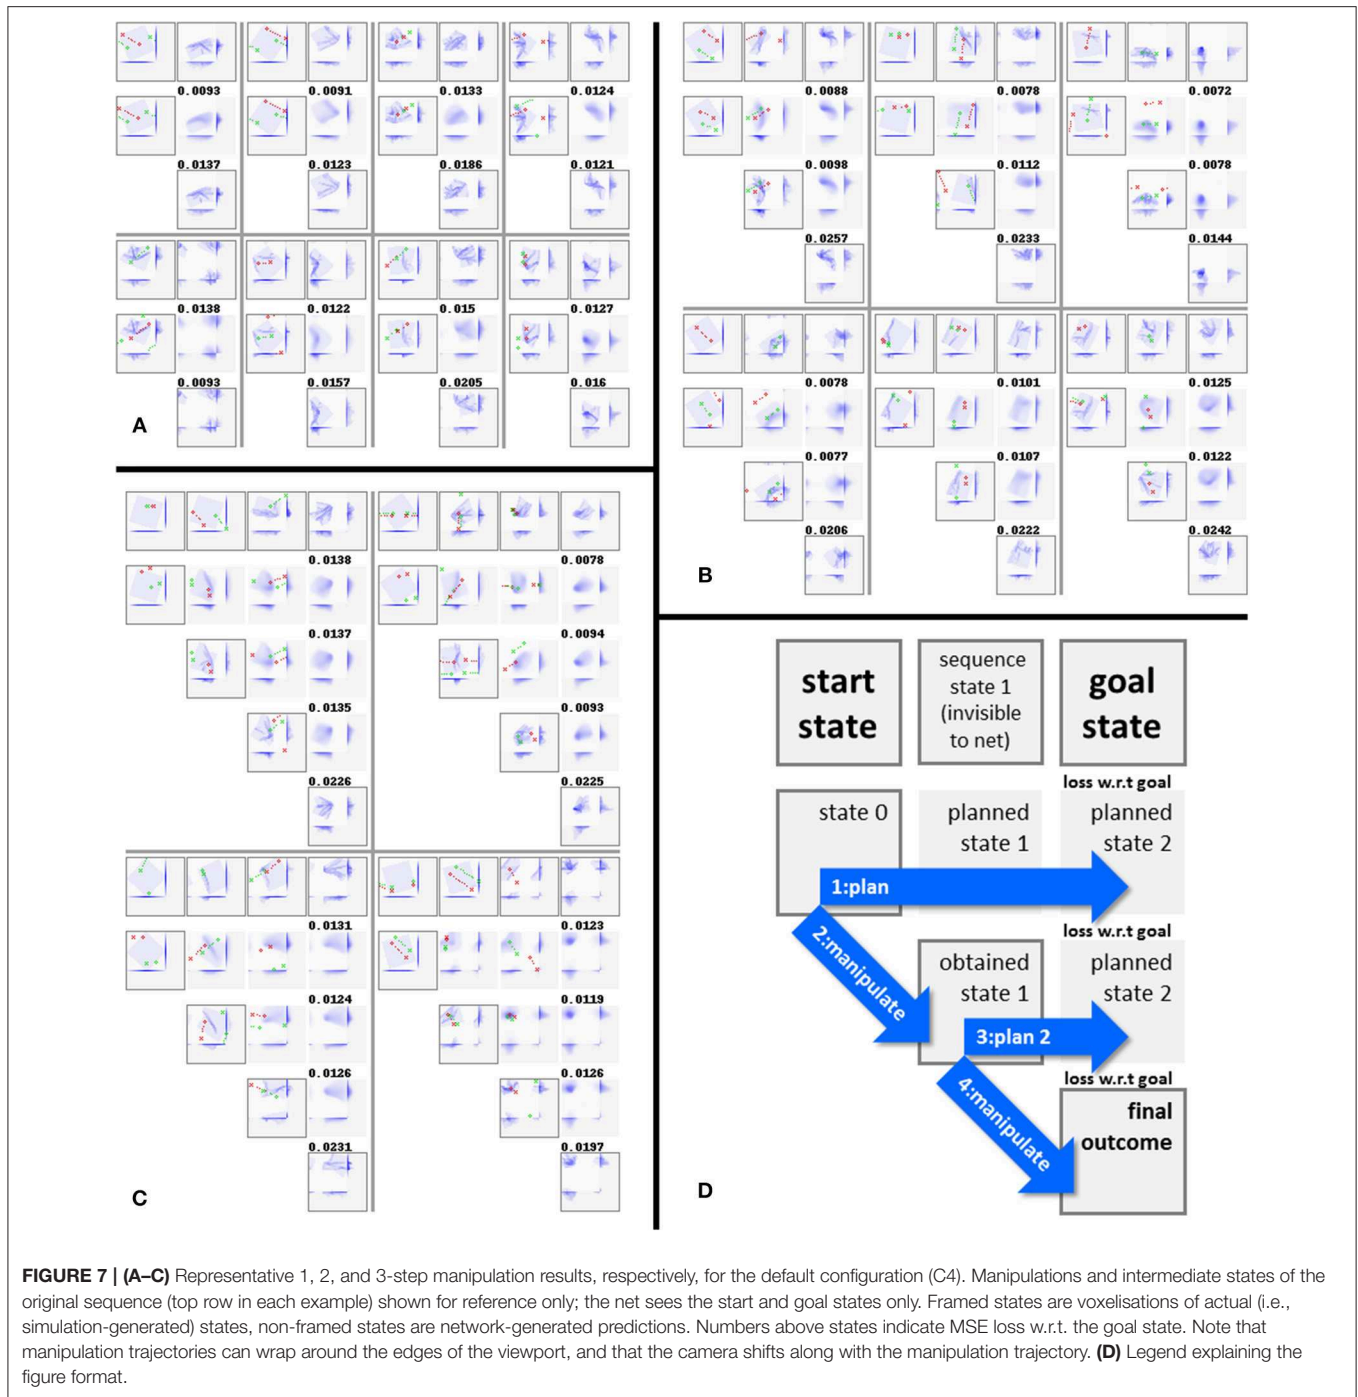 0.0093 0.0091 0.0133 0.0124
0.0137 0.0123 0.0186 0.0121
0.0138 0.0122 0.015 0.0127
0.0093 0.0157 0.0205 0.016
A
0.0088 0.0078 0.0072
0.0098 0.0112 0.0078
0.0257 0.0233 0.0144
0.0078 0.0101 0.0125
0.0077 0.0107 0.0122
0.0206 0.0222 0.0242
B
0.0138 0.0078
0.0137 0.0094
0.0135 0.0093
0.0226 0.0225
0.0131 0.0123
0.0124 0.0119
0.0126 0.0126
0.0231 0.0197
C
start
state
sequence
state 1
(invisible
to net)
goal
state
loss w.r.t goal
state 0
planned
state 1
planned
state 2
1:plan
2:manipulate
loss w.r.t goal
obtained
state 1
planned
state 2
3:plan 2
4:manipulate
loss w.r.t goal
final
outcome
D
FIGURE 7 | (A–C) Representative 1, 2, and 3-step manipulation results, respectively, for the default configuration (C4). Manipulations and intermediate states of the
original sequence (top row in each example) shown for reference only; the net sees the start and goal states only. Framed states are voxelisations of actual (i.e.,
simulation-generated) states, non-framed states are network-generated predictions. Numbers above states indicate MSE loss w.r.t. the goal state. Note that
manipulation trajectories can wrap around the edges of the viewport, and that the camera shifts along with the manipulation trajectory. (D) Legend explaining the
figure format.